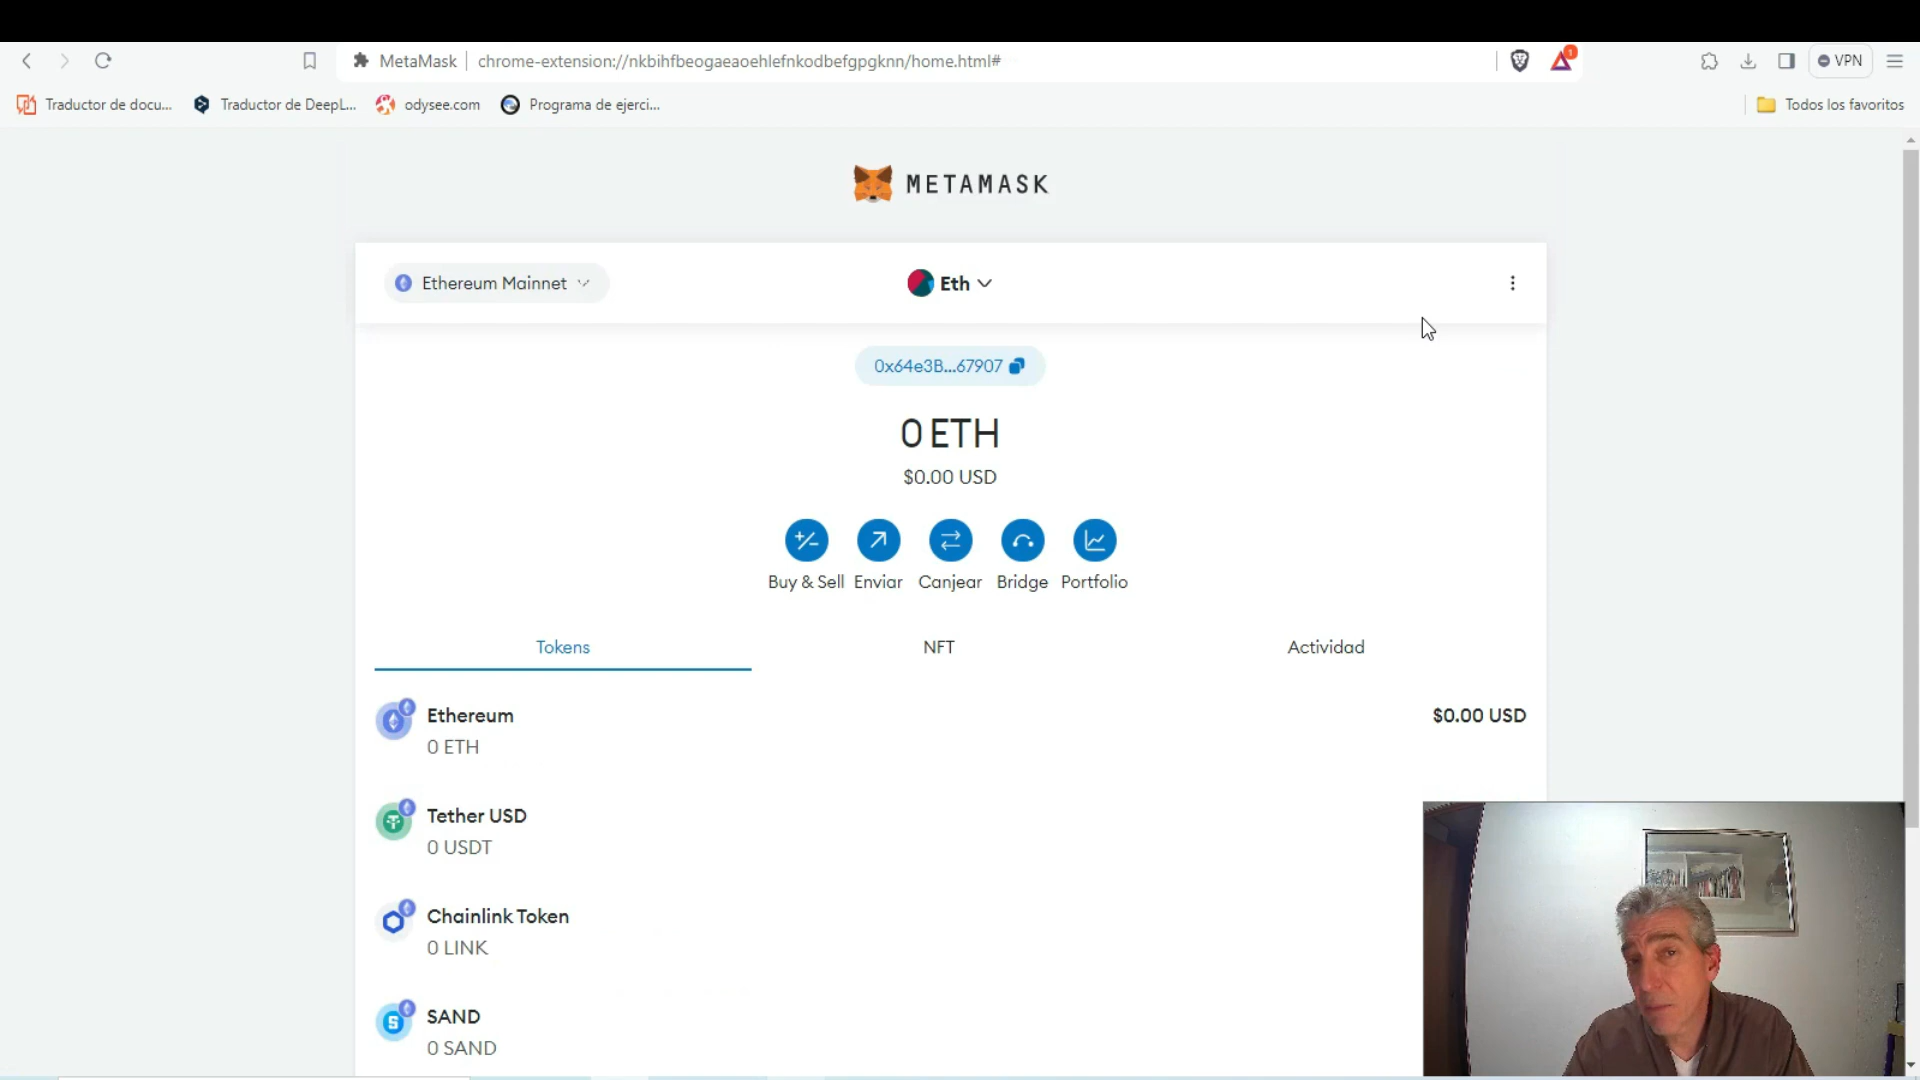 MetaMask
chrome-extension://nkbihfbeogaeaoehlefnkodbefgpgknn/home.html#
1
VPN
Traductor de docu...
Traductor de DeepL...
odysee.com
Programa de ejerci...
Todos los favoritos
METAMASK
Ethereum Mainnet
Eth
0x64e3B...67907
0 ETH
$0.00 USD
Buy & Sell
Enviar
Canjear
Bridge
Portfolio
Tokens
NFT
Actividad
Ethereum
$0.00 USD
0 ETH
Tether USD
0 USDT
Chainlink Token
0 LINK
SAND
0 SAND